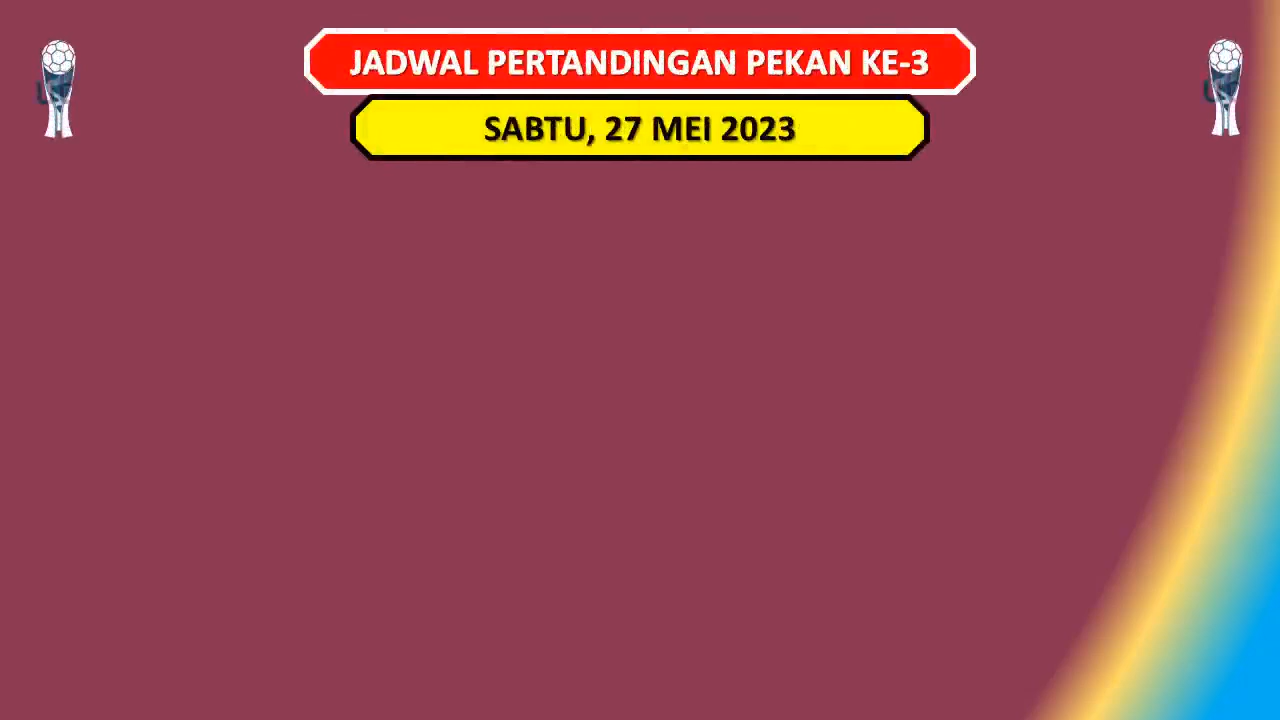 JADWAL PERTANDINGAN PEKAN KE-3
SABTU, 27 MEI 2023